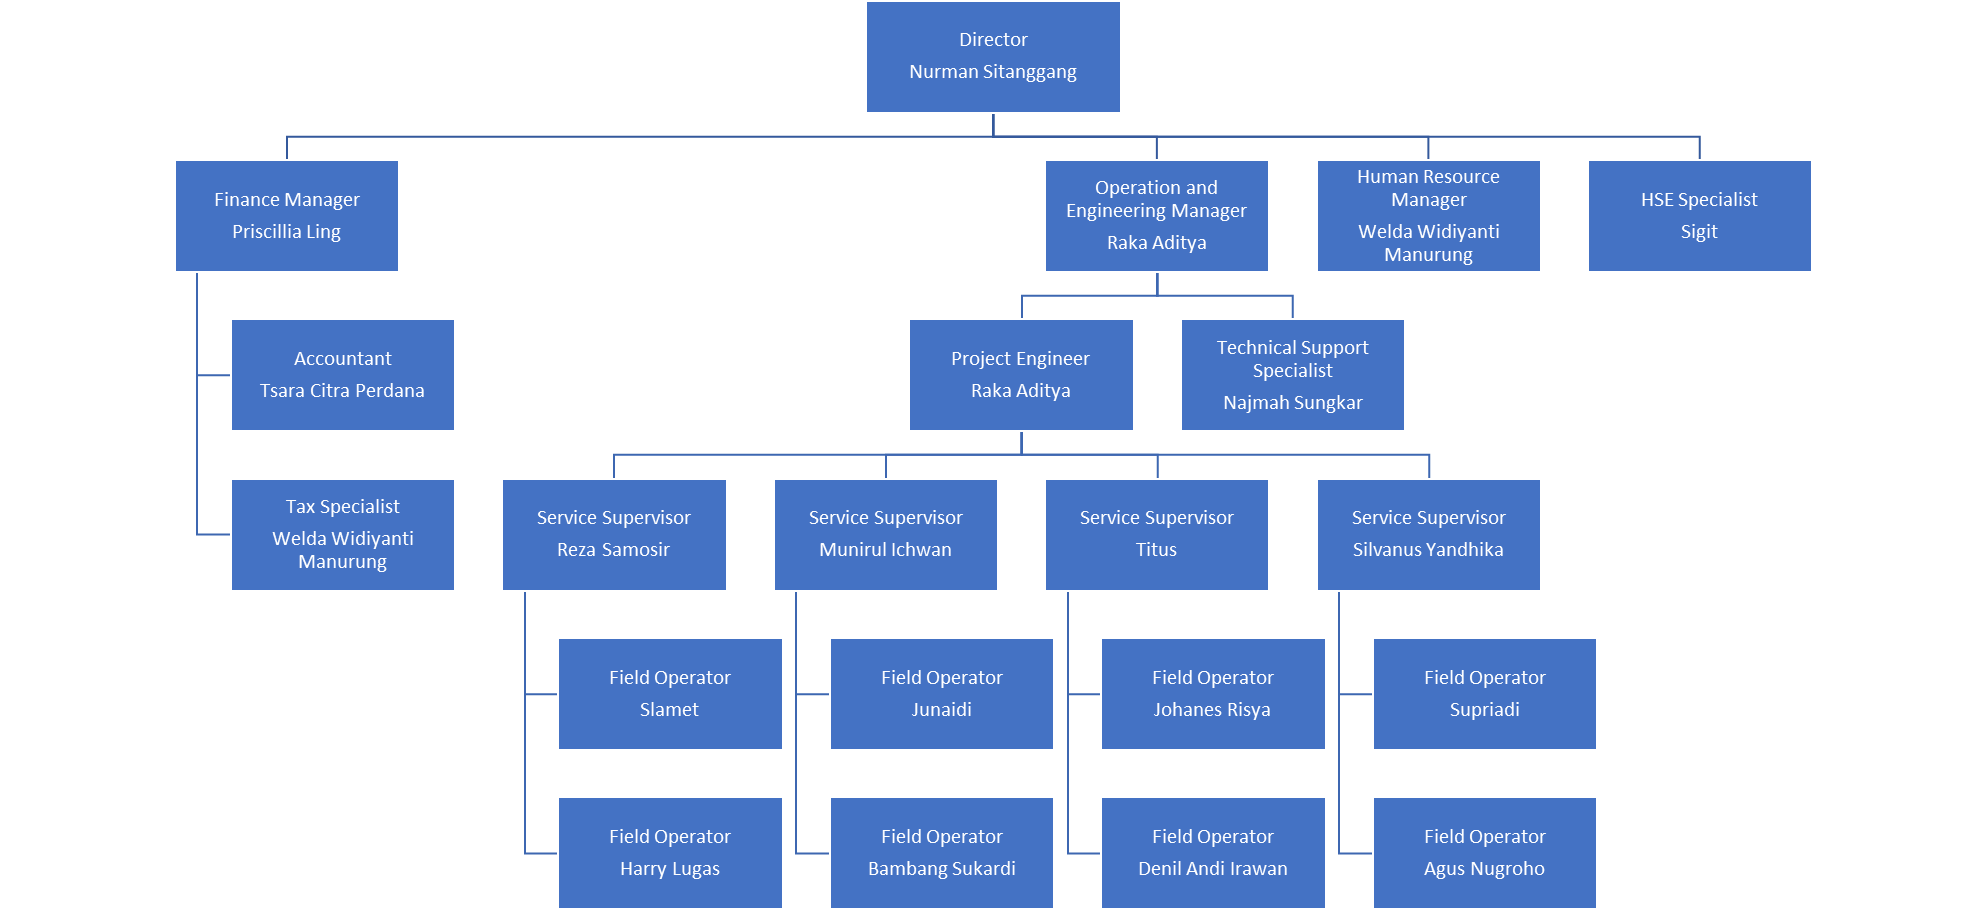 Director
Nurman Sitanggang
Finance Manager
Priscillia Ling
Operation and
Engineering Manager
Raka Aditya
Human Resource
Manager
Welda Widiyanti
Manurung
HSE Specialist
Sigit
Accountant
Tsara Citra Perdana
Project Engineer
Raka Aditya
Technical Support
Specialist
Najmah Sungkar
Tax Specialist
Welda Widiyanti
Manurung
Service Supervisor
Reza Samosir
Service Supervisor
Munirul Ichwan
Service Supervisor
Titus
Service Supervisor
Silvanus Yandhika
Field Operator
Slamet
Field Operator
Junaidi
Field Operator
Johanes Risya
Field Operator
Supriadi
Field Operator
Harry Lugas
Field Operator
Bambang Sukardi
Field Operator
Denil Andi Irawan
Field Operator
Agus Nugroho